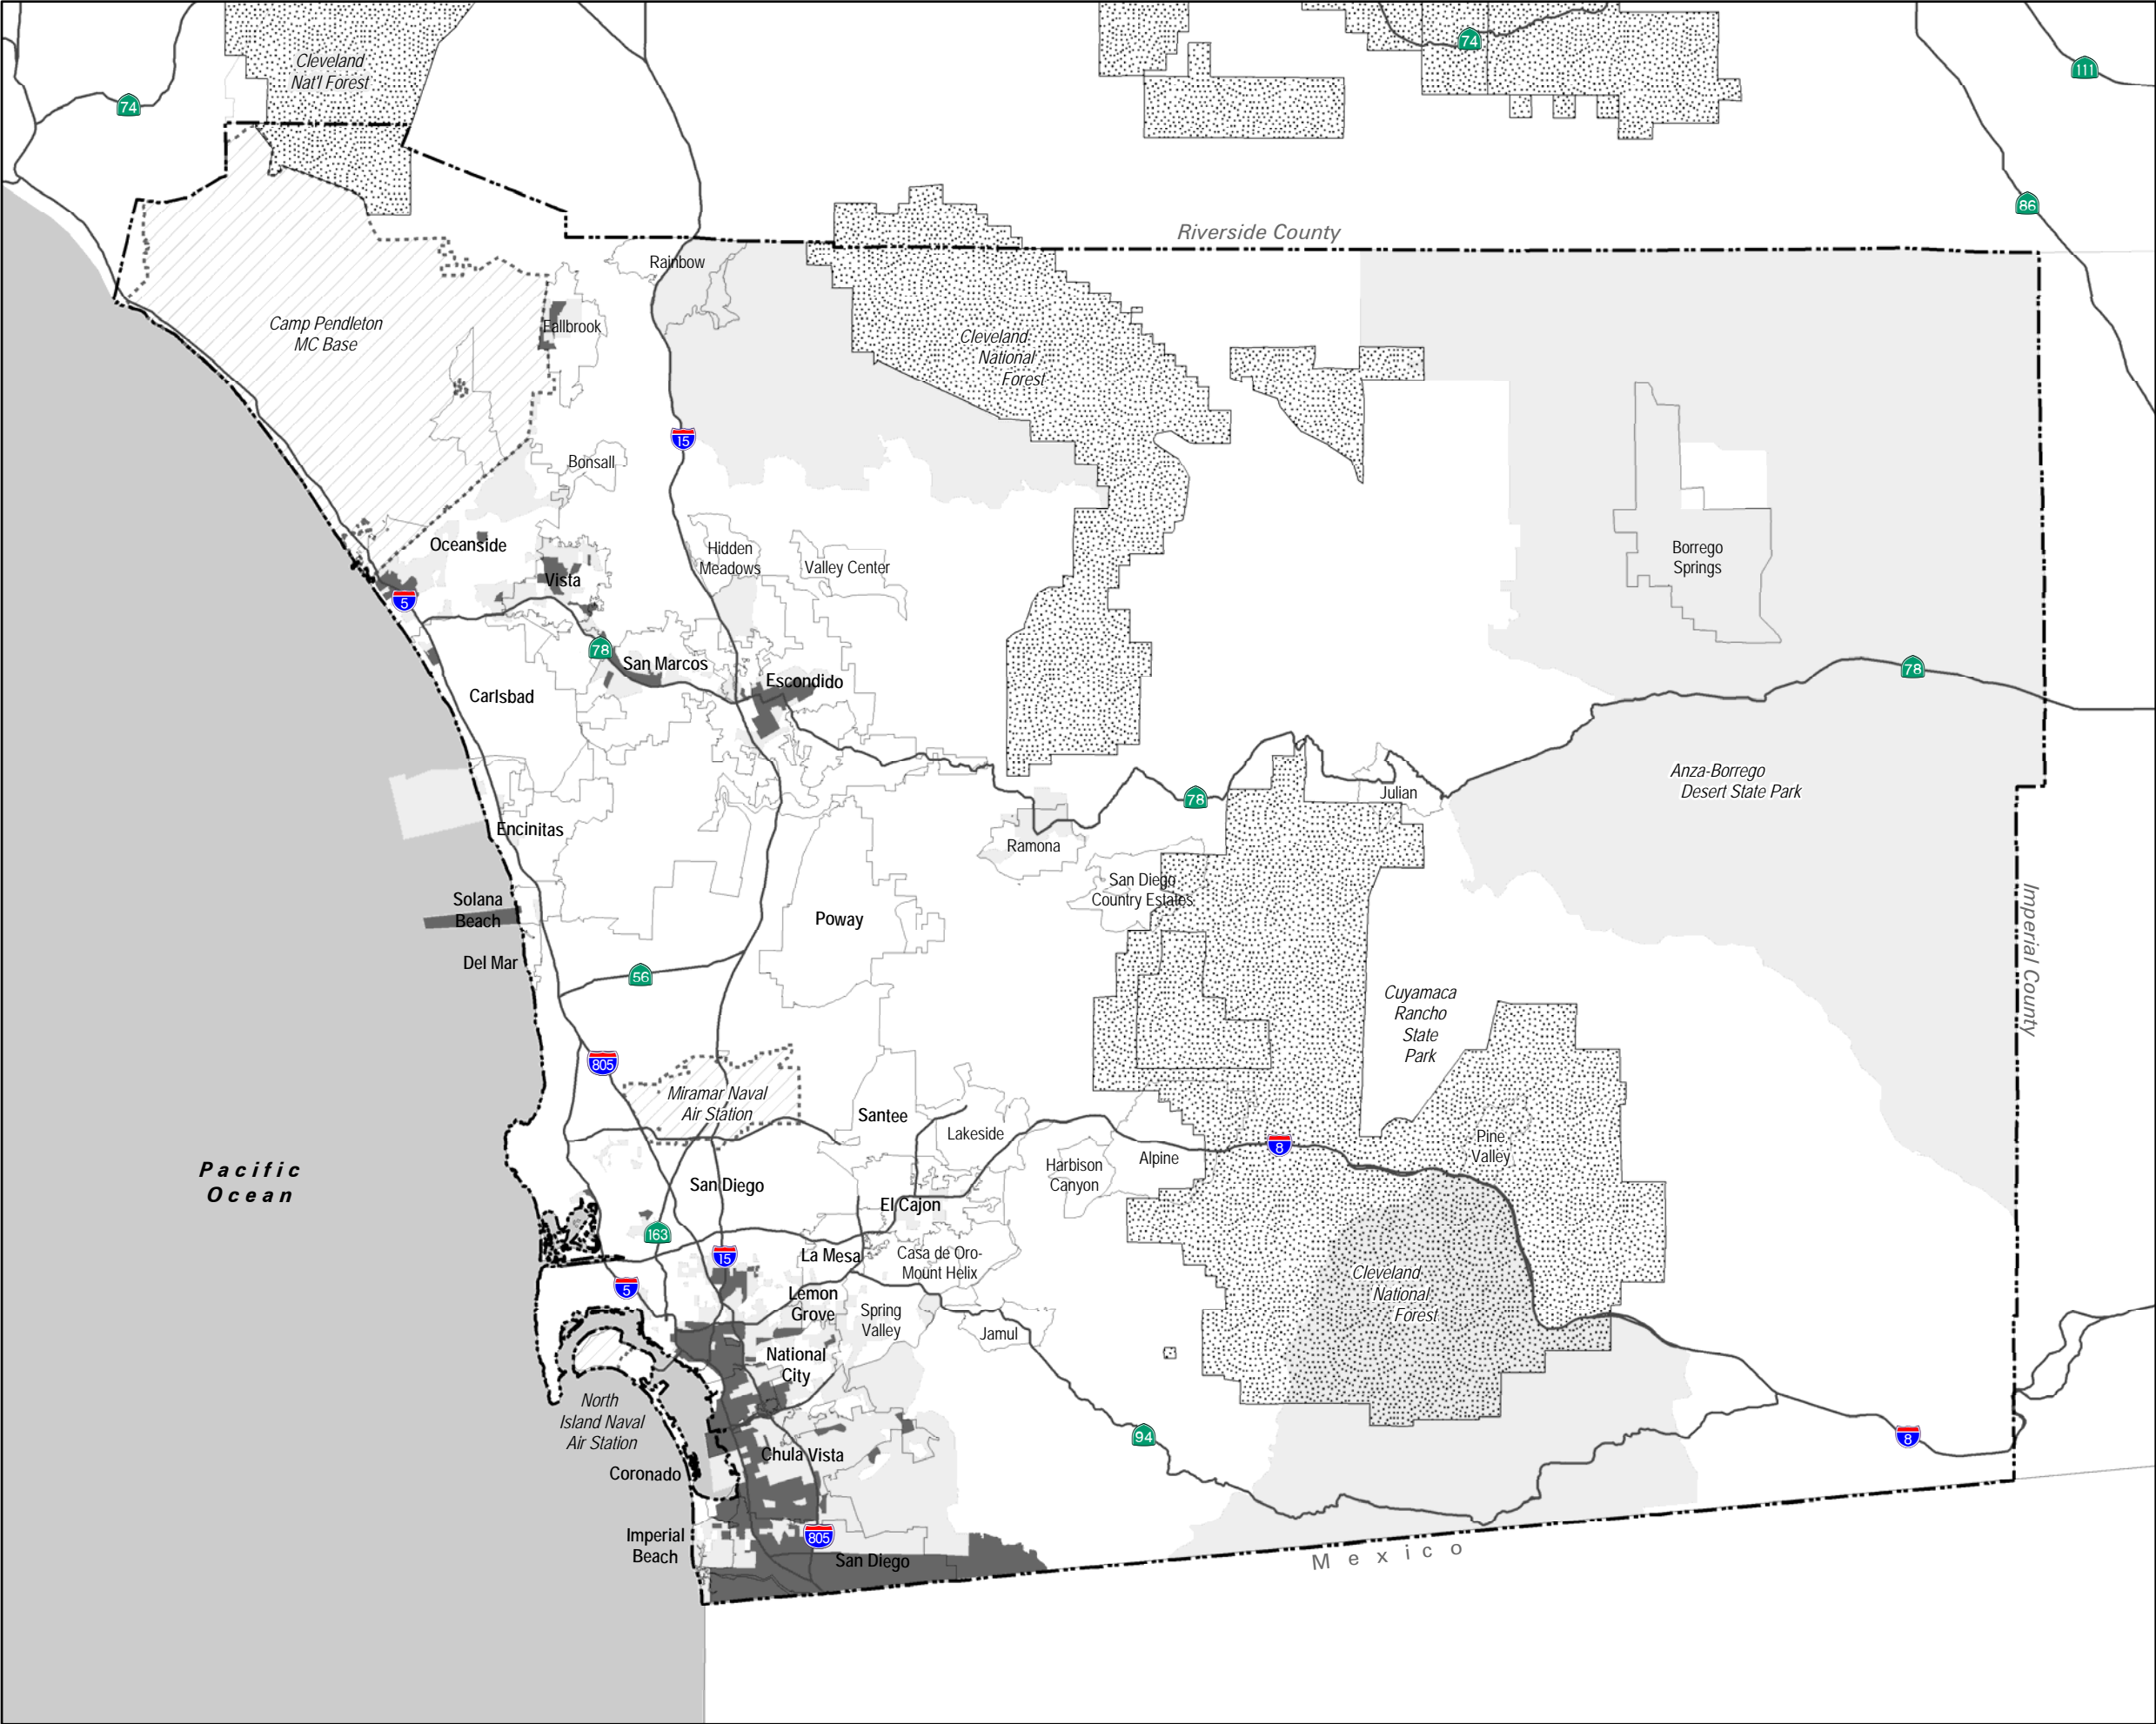 Cleveland
Nat'l Forest
74
74
111
86
Riverside County
Rainbow
Camp Pendleton
MC Base
Fallbrook
Cleveland
National
Forest
15
Bonsall
Oceanside
Hidden
Meadows
Valley Center
Borrego
Springs
Vista
5
78
San Marcos
Escondido
78
Carlsbad
Anza-Borrego
Desert State Park
78
Julian
Encinitas
Ramona
San Diego
Country Estates
Solana
Beach
Poway
Imperial County
Del Mar
56
Cuyamaca
Rancho
State
Park
805
Miramar Naval
Air Station
Santee
Lakeside
Pine
Valley
8
Alpine
Harbison
Canyon
Pacific
Ocean
San Diego
El Cajon
163
15
La Mesa
Casa de Oro-
Mount Helix
5
Lemon
Grove
Spring
Valley
Jamul
Cleveland
National
Forest
National
City
North
Island Naval
Air Station
94
8
Chula Vista
Coronado
Imperial
Beach
805
San Diego
Mexico